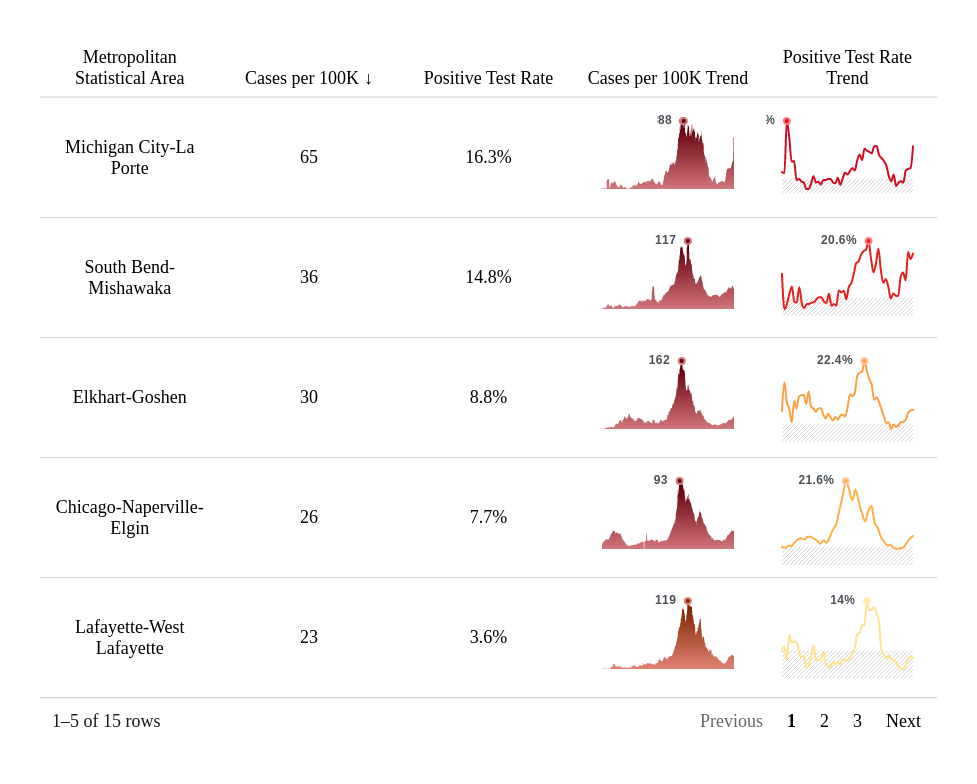 Metropolitan
Statistical Area
Cases per 100K ↓
Positive Test Rate
Cases per 100K Trend
Positive Test Rate
Trend
Michigan City-La
Porte
65
16.3%
88
%
South Bend-
Mishawaka
36
14.8%
117
20.6%
Elkhart-Goshen
30
8.8%
162
22.4%
Chicago-Naperville-
Elgin
26
7.7%
93
21.6%
Lafayette-West
Lafayette
23
3.6%
119
14%
1–5 of 15 rows
Previous 1 2 3 Next